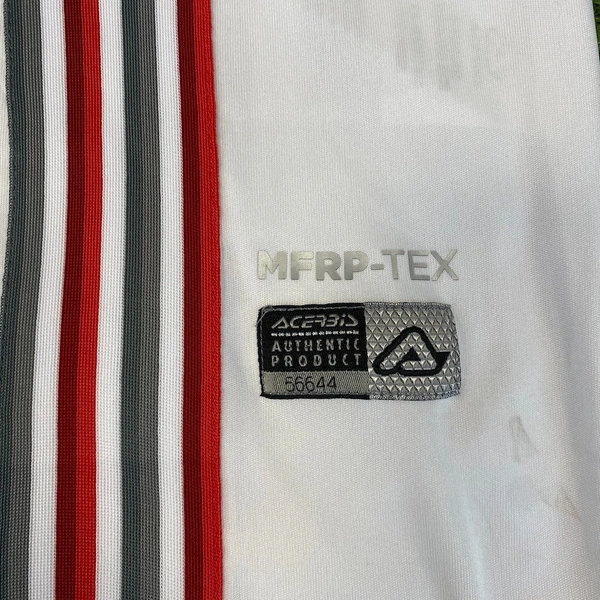 MFRP-TEX
ACERBIS
AUTHENTIC
PRODUCT
56644